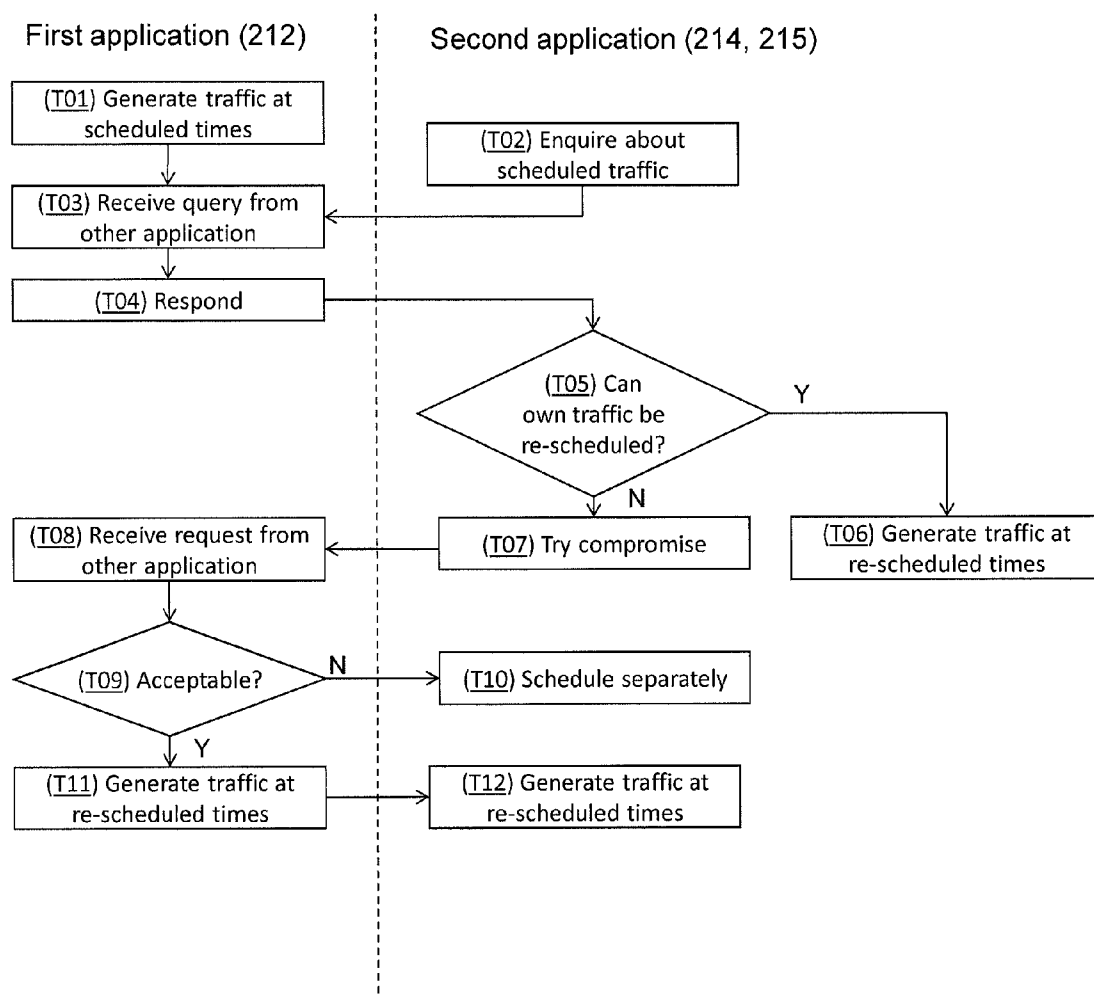 First application (212)
Second application (214, 215)
(T01) Generate traffic at
scheduled times
(T02) Enquire about
scheduled traffic
(T03) Receive query from
other application
(T04) Respond
(T05) Can
own traffic be
re-scheduled?
Y
N
(T06) Generate traffic at
re-scheduled times
(T07) Try compromise
(T08) Receive request from
other application
(T09) Acceptable?
N
(T10) Schedule separately
Y
(T11) Generate traffic at
re-scheduled times
(T12) Generate traffic at
re-scheduled times